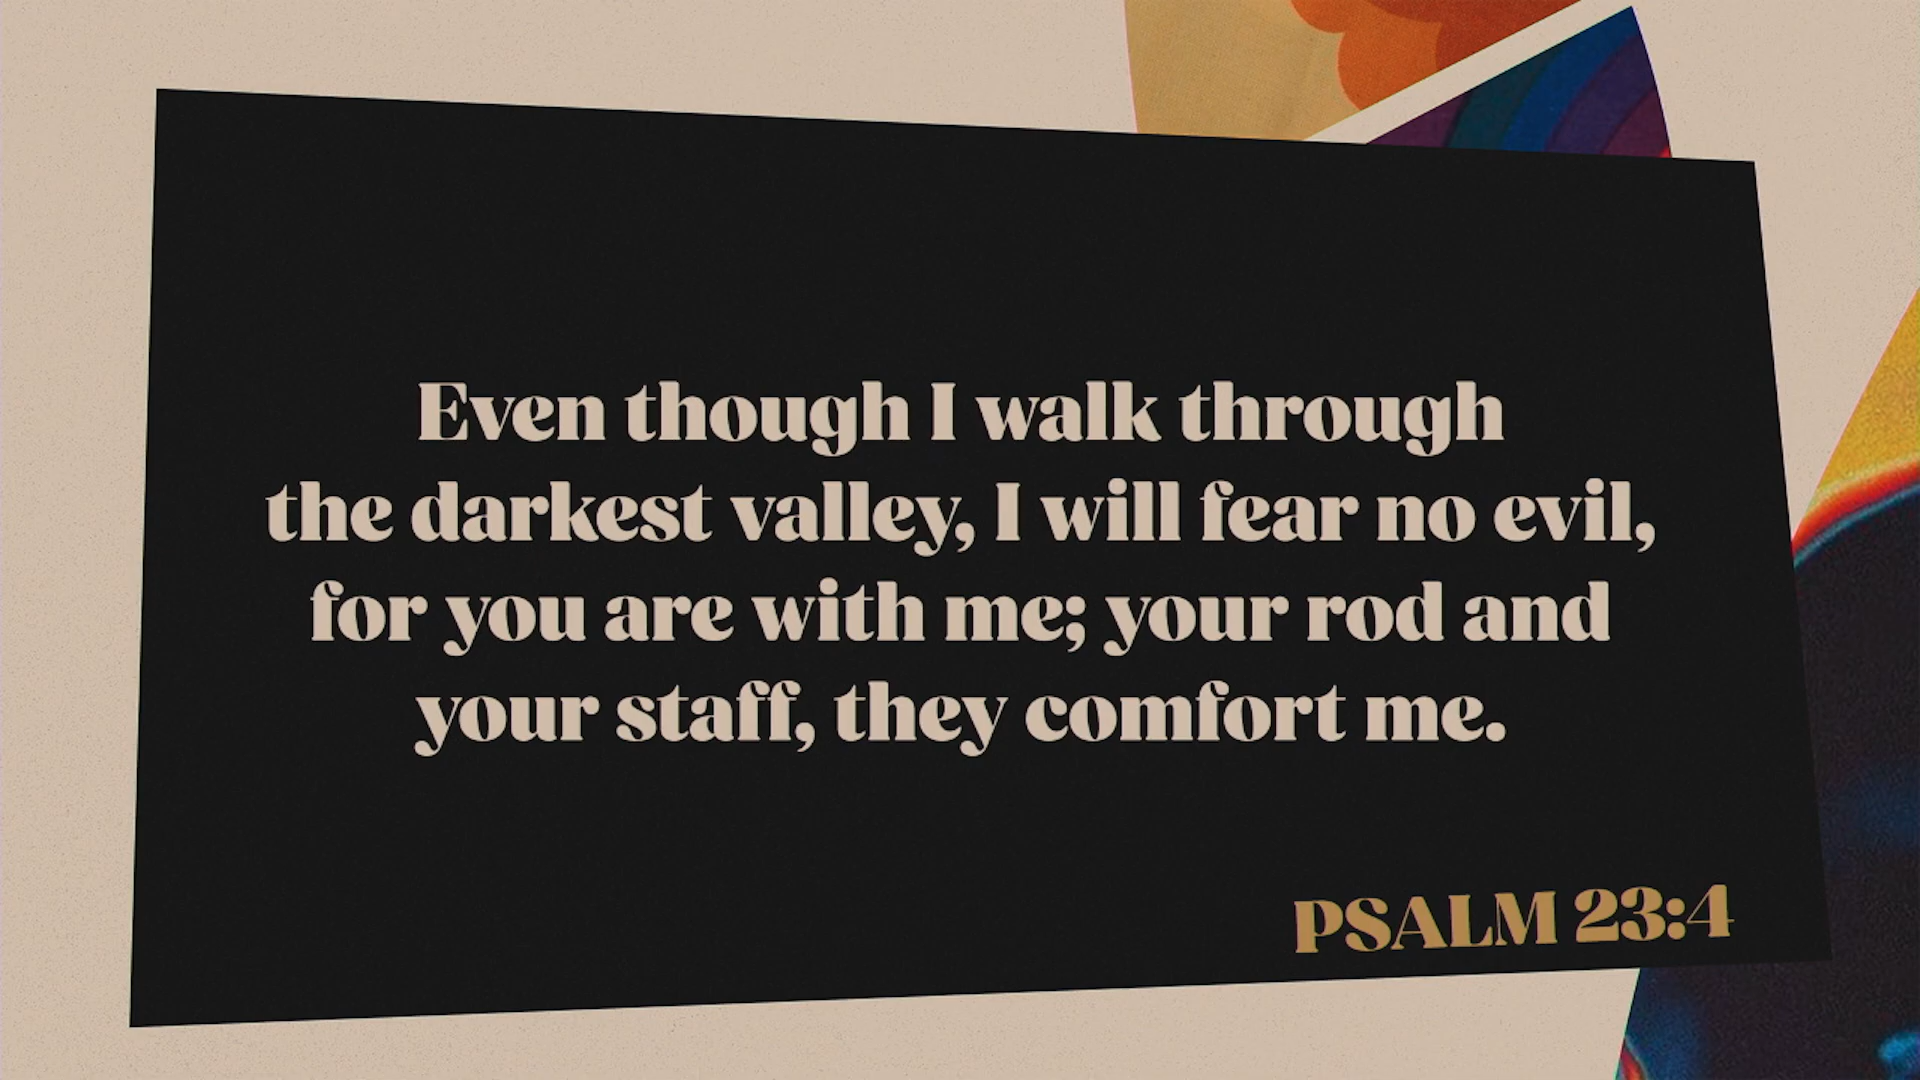 Even though I walk through
the darkest valley, I will fear no evil,
for you are with me; your rod and
your staff, they comfort me.
PSALM 23:4